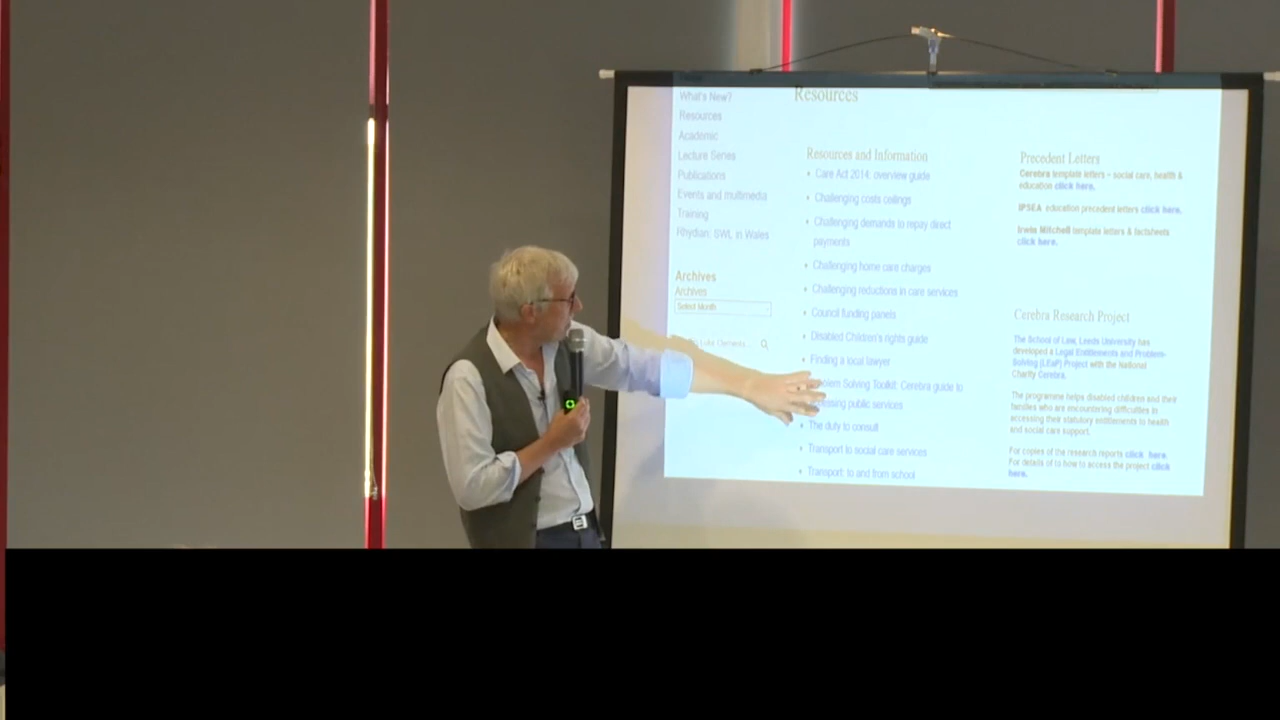 What's New?
Resources
Academic
Lecture Series
Publications
Events and multimedia
Training
Rhydian: SWL in Wales
Archives
Archives
Select Month
Luke Clements
Resources
Resources and Information
Care Act 2014: overview guide
Challenging costs ceilings
Challenging demands to repay direct
payments
Challenging home care charges
Challenging reductions in care services
Council funding panels
Disabled Children's rights guide
Finding a local lawyer
Solving Toolkit: Cerebra guide to
public services
The duty to consult
Transport to social care services
Transport: to and from school
Precedent Letters
Cerebra template letters – social care, health &
education click here.
IPSEA education precedent letters click here.
Irwin Mitchell template letters & factsheets
click here.
Cerebra Research Project
The School of Law, Leeds University has
developed a Legal Entitlements and Problem-
Solving (LEaP) Project with the National
Charity Cerebra.
The programme helps disabled children and their
families who are encountering difficulties in
accessing their statutory entitlements to health
and social care support.
For copies of the research reports click here.
For details of to how to access the project click
here.